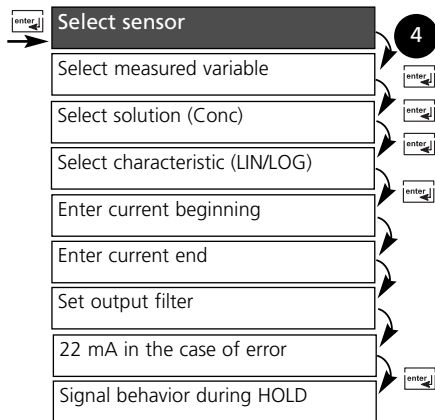 enter
Select sensor
4
Select measured variable
enter
Select solution (Conc)
enter
enter
Select characteristic (LIN/LOG)
enter
Enter current beginning
Enter current end
Set output filter
22 mA in the case of error
enter
Signal behavior during HOLD